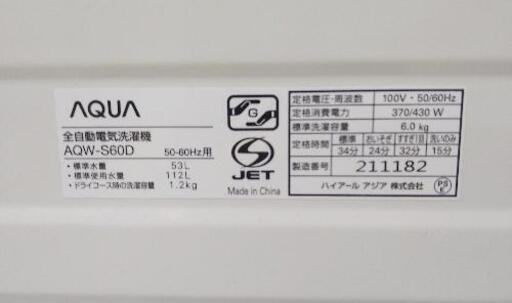 AQUA
全自動電気洗濯機
AQW-S60D 50-60Hz用
・標準水量 53L
・標準使用水量 112L
・ドライコース時の洗濯容量 1.2kg
G
S
JET
Made in China
定格電圧・周波数 100V・50/60Hz
定格消費電力 370/430 W
標準洗濯容量 6.0 kg
定格時間 標準 おいそぎ すすぎ1回 洗いのみ
34分 24分 32分 15分
製造番号 211182
ハイアール アジア 株式会社
PS
E